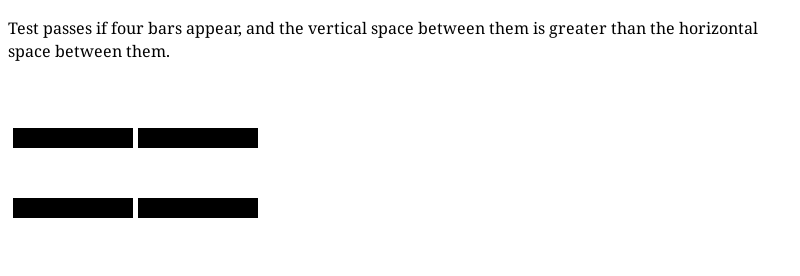 Test passes if four bars appear, and the vertical space between them is greater than the horizontal
space between them.